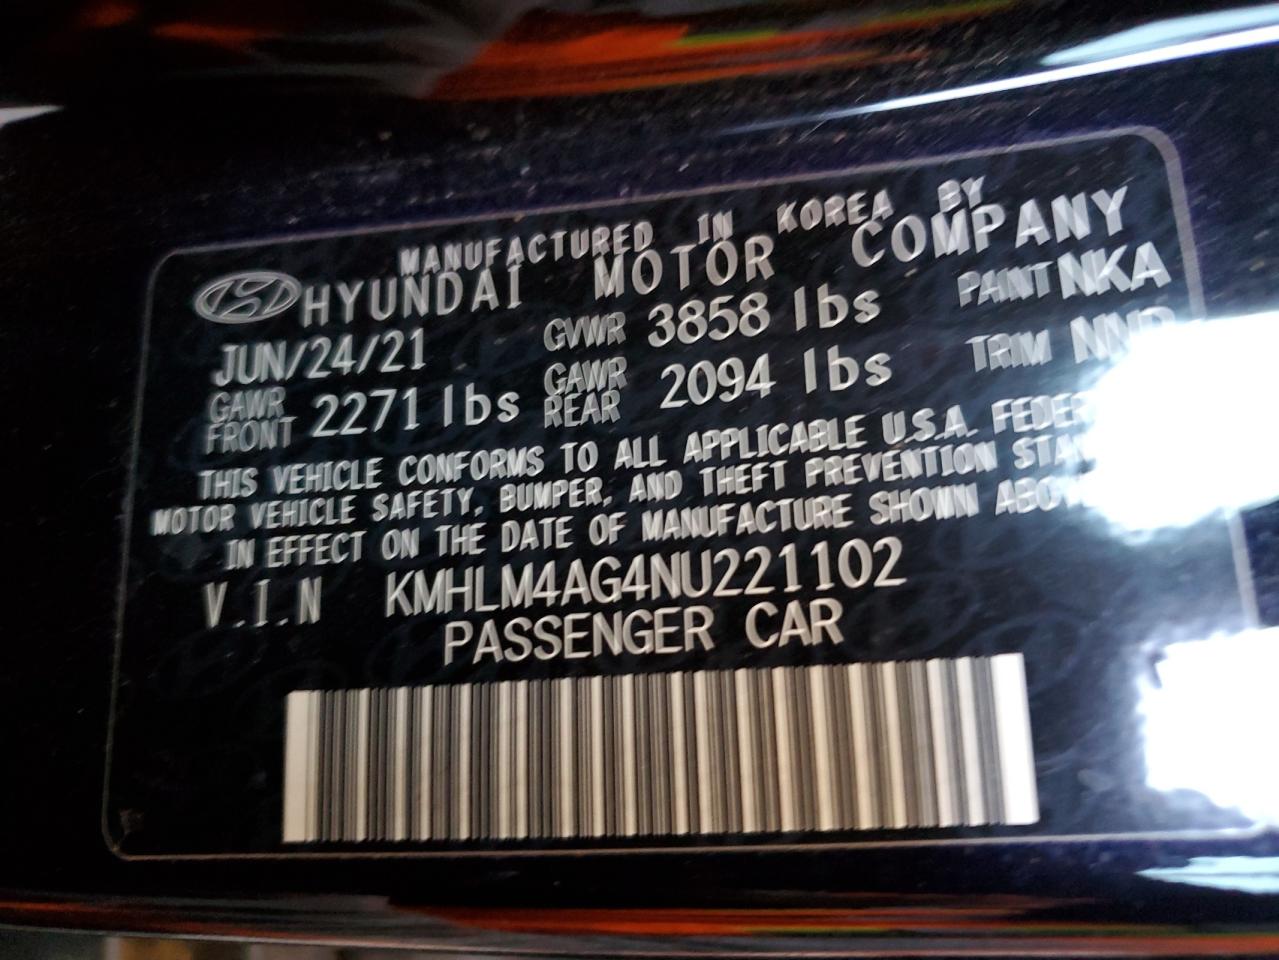 MANUFACTURED IN KOREA BY
HYUNDAI MOTOR COMPANY
JUN/24/21 GVWR 3858 lbs PAINT NKA
GAWR FRONT 2271 lbs GAWR REAR 2094 lbs TRIM
THIS VEHICLE CONFORMS TO ALL APPLICABLE U.S.A.
MOTOR VEHICLE SAFETY, BUMPER, AND THEFT PREVENTION
IN EFFECT ON THE DATE OF MANUFACTURE SHOWN
V.I.N KMHLM4AG4NU221102
PASSENGER CAR